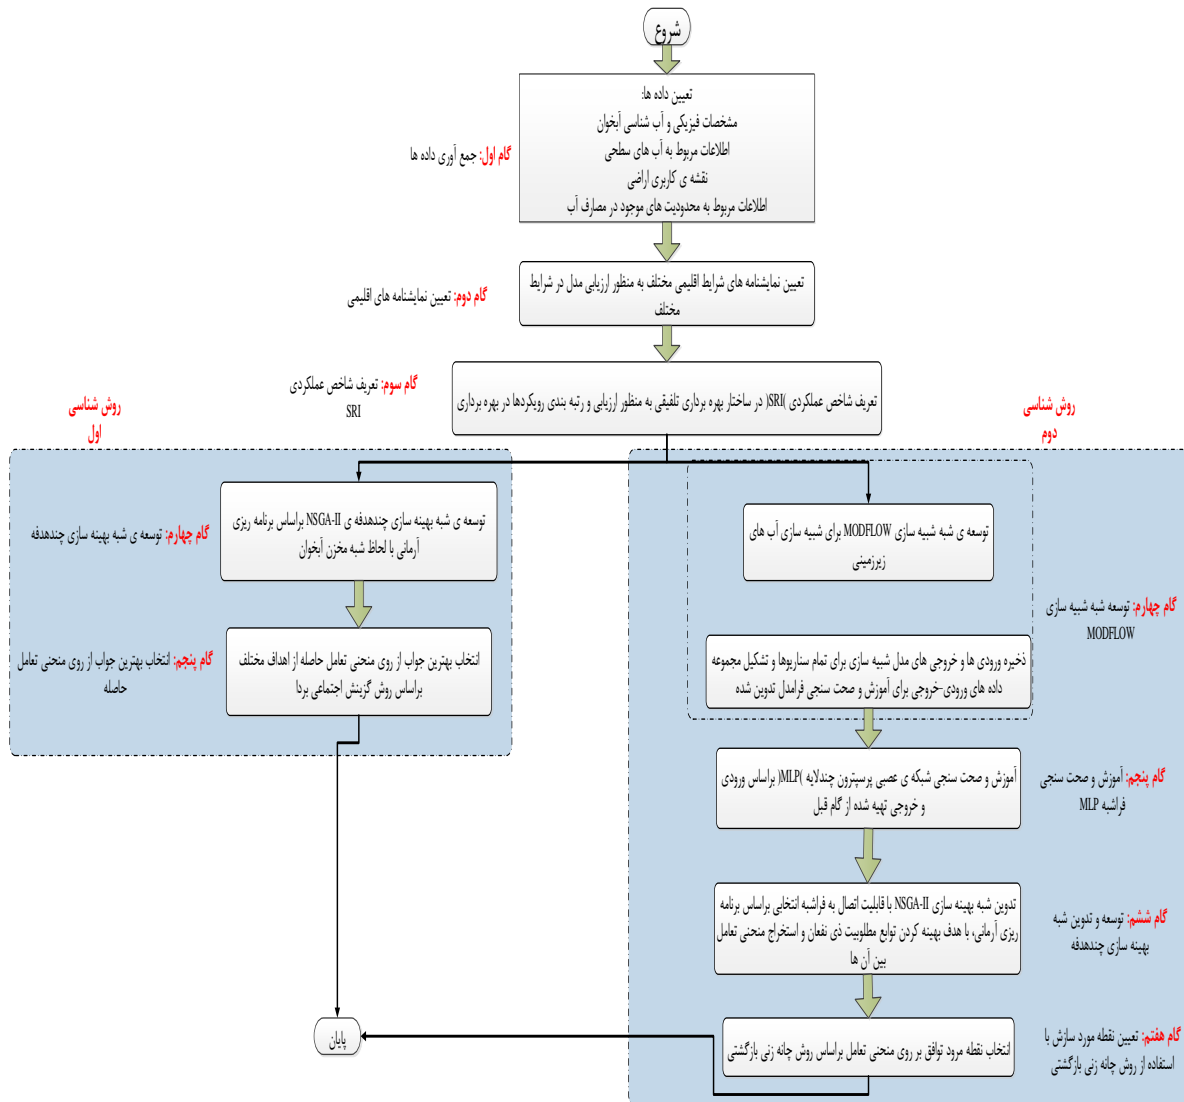 شروع
تعیین داده ها:
مشخصات فیزیکی و آب شناسی آبخوان
اطلاعات مربوط به آب های سطحی
نقشه ی کاربری اراضی
اطلاعات مربوط به محدودیت های موجود در مصارف آب
گام اول: جمع آوری داده ها
تعیین نمایشنامه های شرایط اقلیمی مختلف به منظور ارزیابی مدل در شرایط
مختلف
گام دوم: تعیین نمایشنامه های اقلیمی
تعریف شاخص عملکردی )SRI( در ساختار بهره برداری تلفیقی به منظور ارزیابی و رتبه بندی رویکردها در بهره برداری
گام سوم: تعریف شاخص عملکردی
SRI
روش شناسی
دوم
توسعه ی شبه شبیه سازی MODFLOW برای شبیه سازی آب های
زیرزمینی
ذخیره ورودی ها و خروجی های مدل شبیه سازی برای تمام سناریوها و تشکیل مجموعه
داده های ورودی-خروجی برای آموزش و صحت سنجی فرامدل تدوین شده
گام چهارم: توسعه شبه شبیه سازی
MODFLOW
آموزش و صحت سنجی شبکه ی عصبی پرسپترون چندلایه )MLP( براساس ورودی
و خروجی تهیه شده از گام قبل
گام پنجم: آموزش و صحت سنجی
فراشبه MLP
تدوین شبه بهینه سازی NSGA-II با قابلیت اتصال به فراشبه انتخابی براساس برنامه
ریزی آرمانی، با هدف بهینه کردن توابع مطلوبیت ذی نفعان و استخراج منحنی تعامل
بین آن ها
گام ششم: توسعه و تدوین شبه
بهینه سازی چندهدفه
انتخاب نقطه مرود توافق بر روی منحنی تعامل براساس روش چانه زنی بازگشتی
گام هفتم: تعیین نقطه مورد سازش با
استفاده از روش چانه زنی بازگشتی
روش شناسی
اول
توسعه ی شبه بهینه سازی چندهدفه ی NSGA-II براساس برنامه ریزی
آرمانی با لحاظ شبه مخزن آبخوان
گام چهارم: توسعه ی شبه بهینه سازی چندهدفه
انتخاب بهترین جواب از روی منحنی تعامل حاصله از اهداف مختلف
براساس روش گزینش اجتماعی بردا
گام پنجم: انتخاب بهترین جواب از روی منحنی تعامل
حاصله
پایان